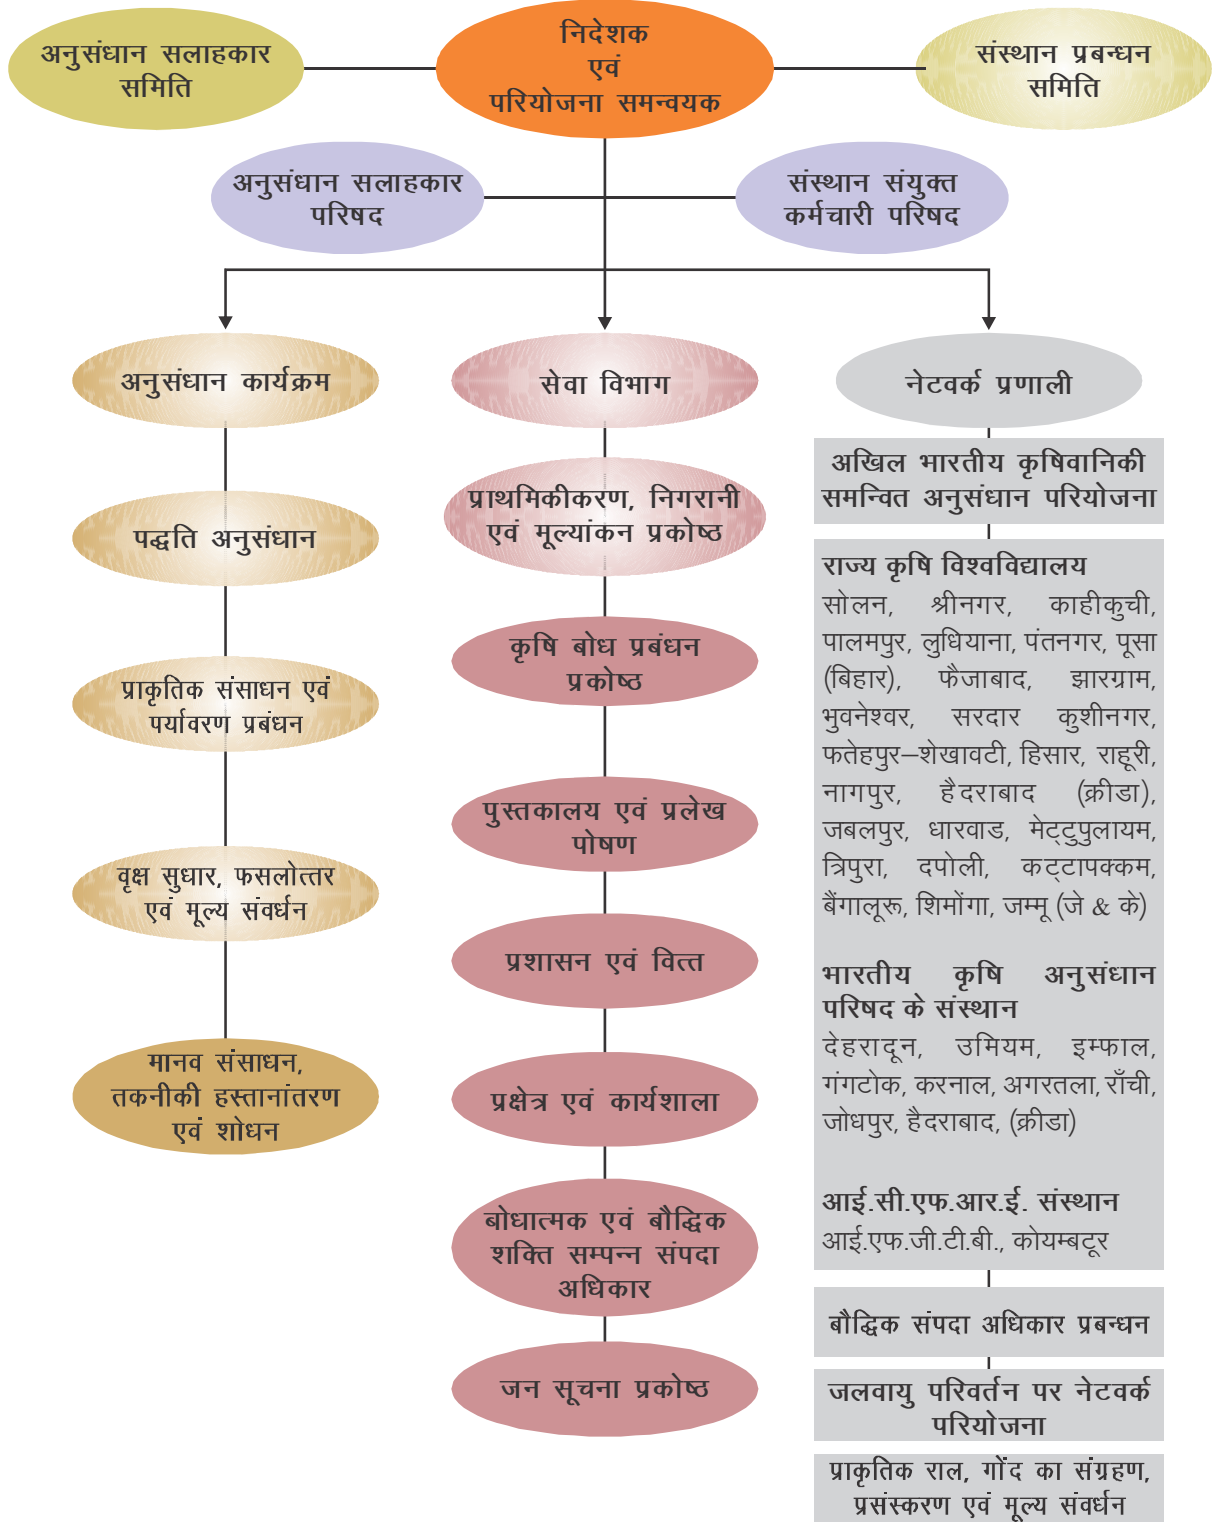 अनुसंधान सलाहकार
समिति
निदेशक
एवं
परियोजना समन्वयक
संस्थान प्रबन्धन
समिति
अनुसंधान सलाहकार
परिषद
संस्थान संयुक्त
कर्मचारी परिषद
अनुसंधान कार्यक्रम
पद्धति अनुसंधान
प्राकृतिक संसाधन एवं
पर्यावरण प्रबंधन
वृक्ष सुधार, फसलोत्तर
एवं मूल्य संवर्धन
मानव संसाधन,
तकनीकी हस्तानांतरण
एवं शोधन
सेवा विभाग
प्राथमिकीकरण, निगरानी
एवं मूल्यांकन प्रकोष्ठ
कृषि बोध प्रबंधन
प्रकोष्ठ
पुस्तकालय एवं प्रलेख
पोषण
प्रशासन एवं वित्त
प्रक्षेत्र एवं कार्यशाला
बोधात्मक एवं बौद्धिक
शक्ति सम्पन्न संपदा
अधिकार
जन सूचना प्रकोष्ठ
नेटवर्क प्रणाली
अखिल भारतीय कृषिवानिकी
समन्वित अनुसंधान परियोजना
राज्य कृषि विश्वविद्यालय
सोलन, श्रीनगर, काहीकुची,
पालमपुर, लुधियाना, पंतनगर, पूसा
(बिहार), फैजाबाद, झारग्राम,
भुवनेश्वर, सरदार कुशीनगर,
फतेहपुर–शेखावटी, हिसार, राहूरी,
नागपुर, हैदराबाद (क्रीडा),
जबलपुर, धारवाड, मेट्टुपुलायम,
त्रिपुरा, दपोली, कट्टापक्कम,
बैंगालूरू, शिमोंगा, जम्मू (जे & के)
भारतीय कृषि अनुसंधान
परिषद के संस्थान
देहरादून, उमियम, इम्फाल,
गंगटोक, करनाल, अगरतला, राँची,
जोधपुर, हैदराबाद, (क्रीडा)
आई.सी.एफ.आर.ई. संस्थान
आई.एफ.जी.टी.बी., कोयम्बटूर
बौद्धिक संपदा अधिकार प्रबन्धन
जलवायु परिवर्तन पर नेटवर्क
परियोजना
प्राकृतिक राल, गोंद का संग्रहण,
प्रसंस्करण एवं मूल्य संवर्धन